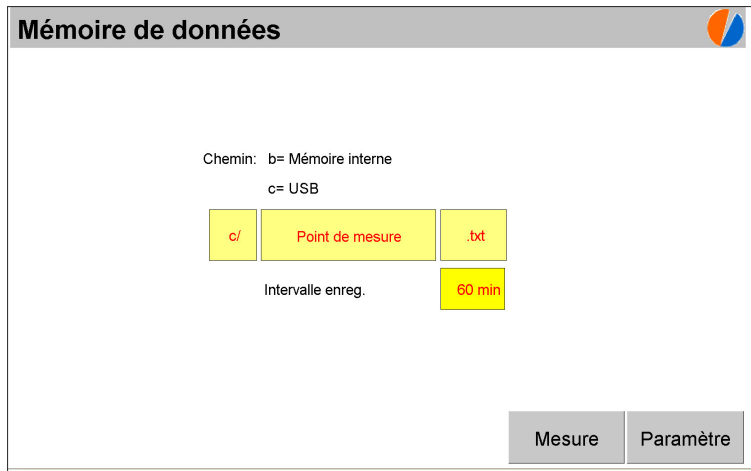 Mémoire de données
Chemin: b= Mémoire interne
c= USB
c/ Point de mesure .txt
Intervalle enreg. 60 min
Mesure Paramètre